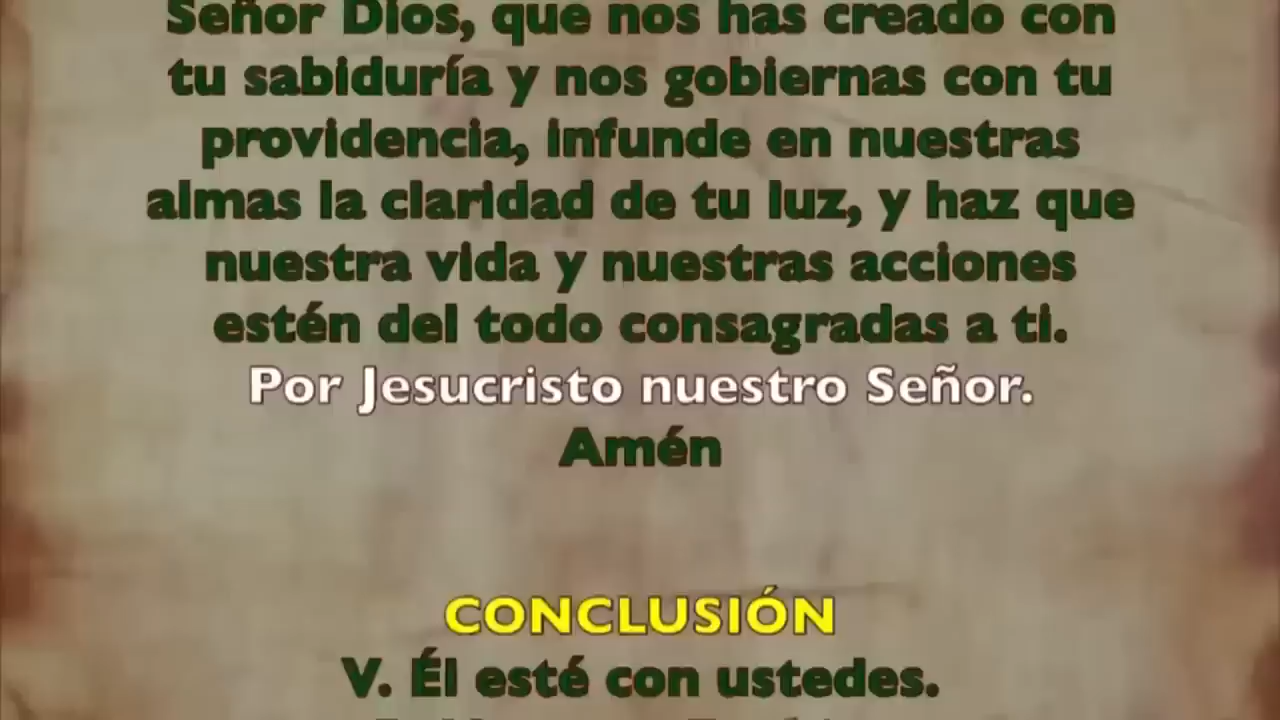 Señor Dios, que nos has creado con
tu sabiduría y nos gobiernas con tu
providencia, infunde en nuestras
almas la claridad de tu luz, y haz que
nuestra vida y nuestras acciones
estén del todo consagradas a ti.
Por Jesucristo nuestro Señor.
Amén
CONCLUSIÓN
V. Él esté con ustedes.